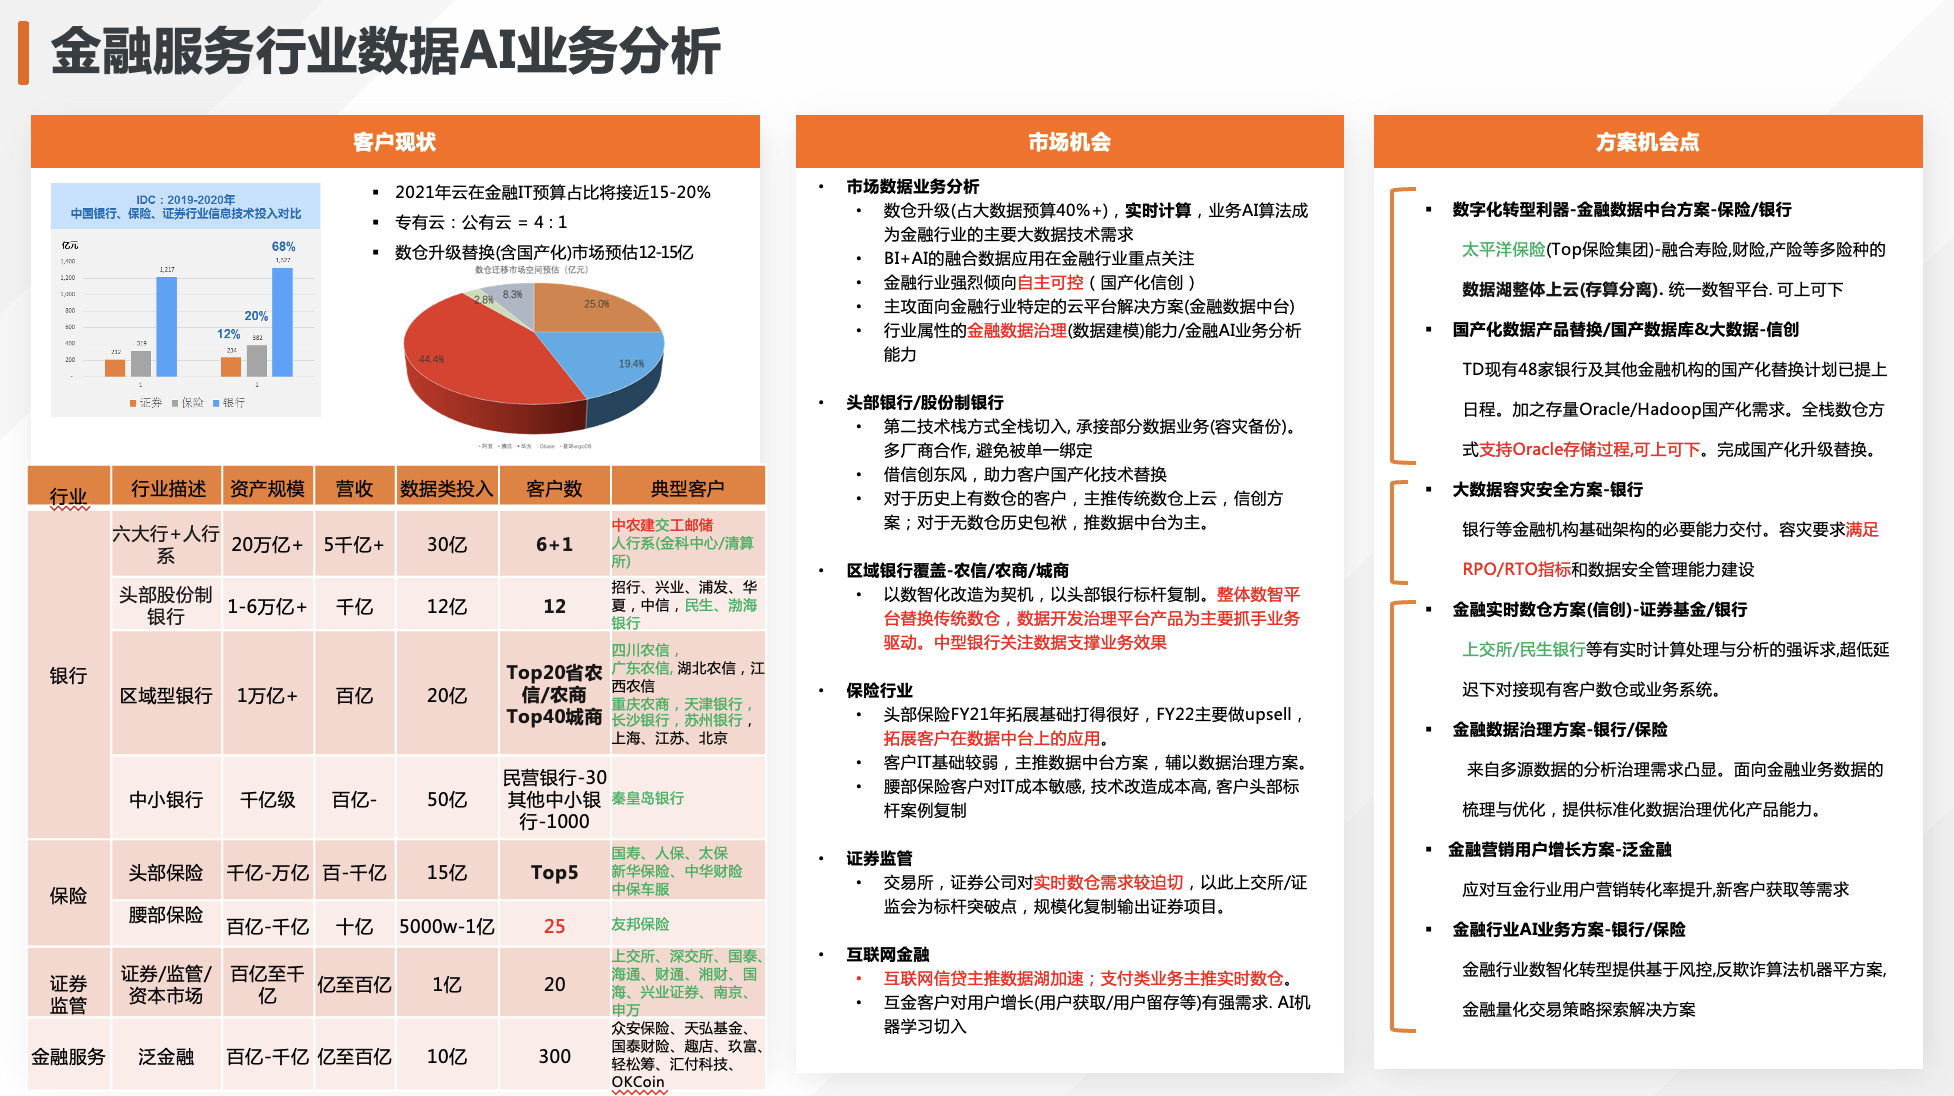 金融服务行业数据AI业务分析
客户现状
IDC：2019-2020年
中国银行、保险、证券行业信息技术投入对比
亿元
1,400
1,200
1,000
800
600
400
200
-
212
319
1,217
12%
234
20%
382
68%
1,327
1
2
证券 保险 银行
▪ 2021年云在金融IT预算占比将接近15-20%
▪ 专有云：公有云 = 4 : 1
▪ 数仓升级替换(含国产化)市场预估12-15亿
数仓迁移市场空间预估（亿元）
2.8%
8.3%
25.0%
44.4%
19.4%
阿里 腾讯 华为 Gbase 星环argoDB
行业 行业描述 资产规模 营收 数据类投入 客户数 典型客户
银行
六大行+人行
系
20万亿+ 5千亿+ 30亿 6+1
中农建交工邮储
人行系(金科中心/清算
所)
头部股份制
银行
1-6万亿+ 千亿 12亿 12
招行、兴业、浦发、华
夏，中信，民生、渤海
银行
区域型银行 1万亿+ 百亿 20亿
Top20省农
信/农商
Top40城商
四川农信，
广东农信, 湖北农信，江
西农信
重庆农商，天津银行，
长沙银行，苏州银行，
上海、江苏、北京
中小银行 千亿级 百亿- 50亿
民营银行-30
其他中小银
行-1000
秦皇岛银行
保险
头部保险 千亿-万亿 百-千亿 15亿 Top5
国寿、人保、太保
新华保险、中华财险
中保车服
腰部保险 百亿-千亿 十亿 5000w-1亿 25 友邦保险
证券
监管
证券/监管/
资本市场
百亿至千
亿
亿至百亿 1亿 20
上交所、深交所、国泰、
海通、财通、湘财、国
海、兴业证券、南京、
申万
金融服务 泛金融 百亿-千亿 亿至百亿 10亿 300
众安保险、天弘基金、
国泰财险、趣店、玖富、
轻松筹、汇付科技、
OKCoin
市场机会
• 市场数据业务分析
• 数仓升级(占大数据预算40%+)，实时计算，业务AI算法成
为金融行业的主要大数据技术需求
• BI+AI的融合数据应用在金融行业重点关注
• 金融行业强烈倾向自主可控（ 国产化信创 ）
• 主攻面向金融行业特定的云平台解决方案(金融数据中台)
• 行业属性的金融数据治理(数据建模)能力/金融AI业务分析
能力
• 头部银行/股份制银行
• 第二技术栈方式全栈切入, 承接部分数据业务(容灾备份)。
多厂商合作, 避免被单一绑定
• 借信创东风，助力客户国产化技术替换
• 对于历史上有数仓的客户，主推传统数仓上云，信创方
案；对于无数仓历史包袱，推数据中台为主。
• 区域银行覆盖-农信/农商/城商
• 以数智化改造为契机，以头部银行标杆复制。整体数智平
台替换传统数仓，数据开发治理平台产品为主要抓手业务
驱动。中型银行关注数据支撑业务效果
• 保险行业
• 头部保险FY21年拓展基础打得很好，FY22主要做upsell，
拓展客户在数据中台上的应用。
• 客户IT基础较弱，主推数据中台方案，辅以数据治理方案。
• 腰部保险客户对IT成本敏感, 技术改造成本高, 客户头部标
杆案例复制
• 证券监管
• 交易所，证券公司对实时数仓需求较迫切，以此上交所/证
监会为标杆突破点，规模化复制输出证券项目。
• 互联网金融
• 互联网信贷主推数据湖加速；支付类业务主推实时数仓。
• 互金客户对用户增长(用户获取/用户留存等)有强需求. AI机
器学习切入
方案机会点
▪ 数字化转型利器-金融数据中台方案-保险/银行
太平洋保险(Top保险集团)-融合寿险,财险,产险等多险种的
数据湖整体上云(存算分离). 统一数智平台. 可上可下
▪ 国产化数据产品替换/国产数据库&大数据-信创
TD现有48家银行及其他金融机构的国产化替换计划已提上
日程。加之存量Oracle/Hadoop国产化需求。全栈数仓方
式支持Oracle存储过程,可上可下。完成国产化升级替换。
▪ 大数据容灾安全方案-银行
银行等金融机构基础架构的必要能力交付。容灾要求满足
RPO/RTO指标和数据安全管理能力建设
▪ 金融实时数仓方案(信创)-证券基金/银行
上交所/民生银行等有实时计算处理与分析的强诉求,超低延
迟下对接现有客户数仓或业务系统。
▪ 金融数据治理方案-银行/保险
来自多源数据的分析治理需求凸显。面向金融业务数据的
梳理与优化，提供标准化数据治理优化产品能力。
▪ 金融营销用户增长方案-泛金融
应对互金行业用户营销转化率提升,新客户获取等需求
▪ 金融行业AI业务方案-银行/保险
金融行业数智化转型提供基于风控,反欺诈算法机器平方案,
金融量化交易策略探索解决方案